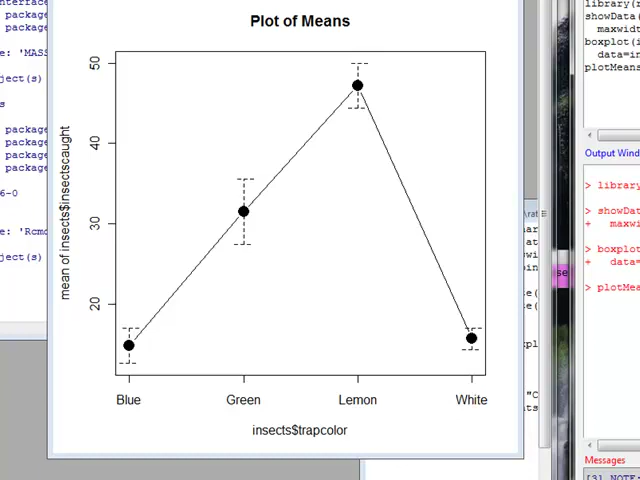 Plot of Means
mean of insects$insectscaught
50
40
30
20
Blue Green Lemon White
insects$trapcolor
package
package
e: 'MASS
ject(s)
s
package
package
package
package
6-0
e: 'Rcmd
ject(s)
showData(
boxplot(i
data=in
plotMeans
Output Wind
> library
> showDat
+ maxwi
> boxplot
+ data=
> plotMea
Messages
[3] NOTE: